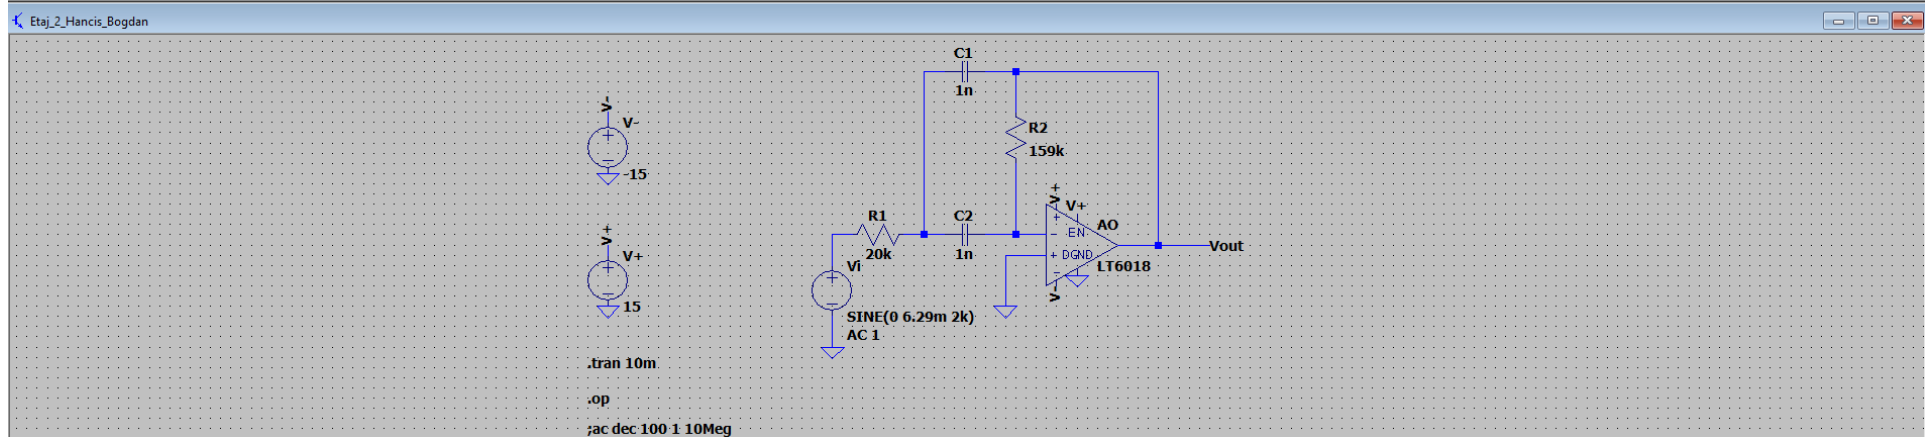 Etaj_2_Hancis_Bogdan
C1
1n
V-
V-
-15
R2
159k
V+
V+
R1
20k
C2
1n
AO
EN
DGND
LT6018
V-
Vout
V+
V+
15
Vi
SINE(0 6.29m 2k)
AC 1
.tran 10m
.op
;ac dec 100 1 10Meg